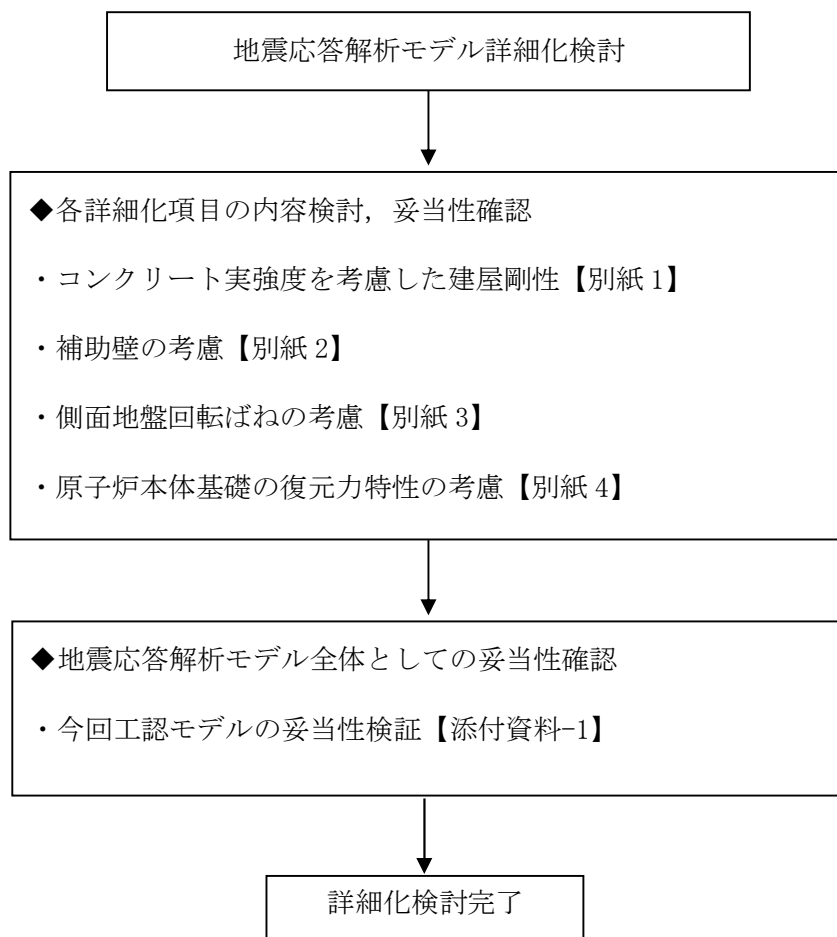 地震応答解析モデル詳細化検討
◆各詳細化項目の内容検討，妥当性確認
・コンクリート実強度を考慮した建屋剛性【別紙 1】
・補助壁の考慮【別紙 2】
・側面地盤回転ばねの考慮【別紙 3】
・原子炉本体基礎の復元力特性の考慮【別紙 4】
◆地震応答解析モデル全体としての妥当性確認
・今回工認モデルの妥当性検証【添付資料-1】
詳細化検討完了